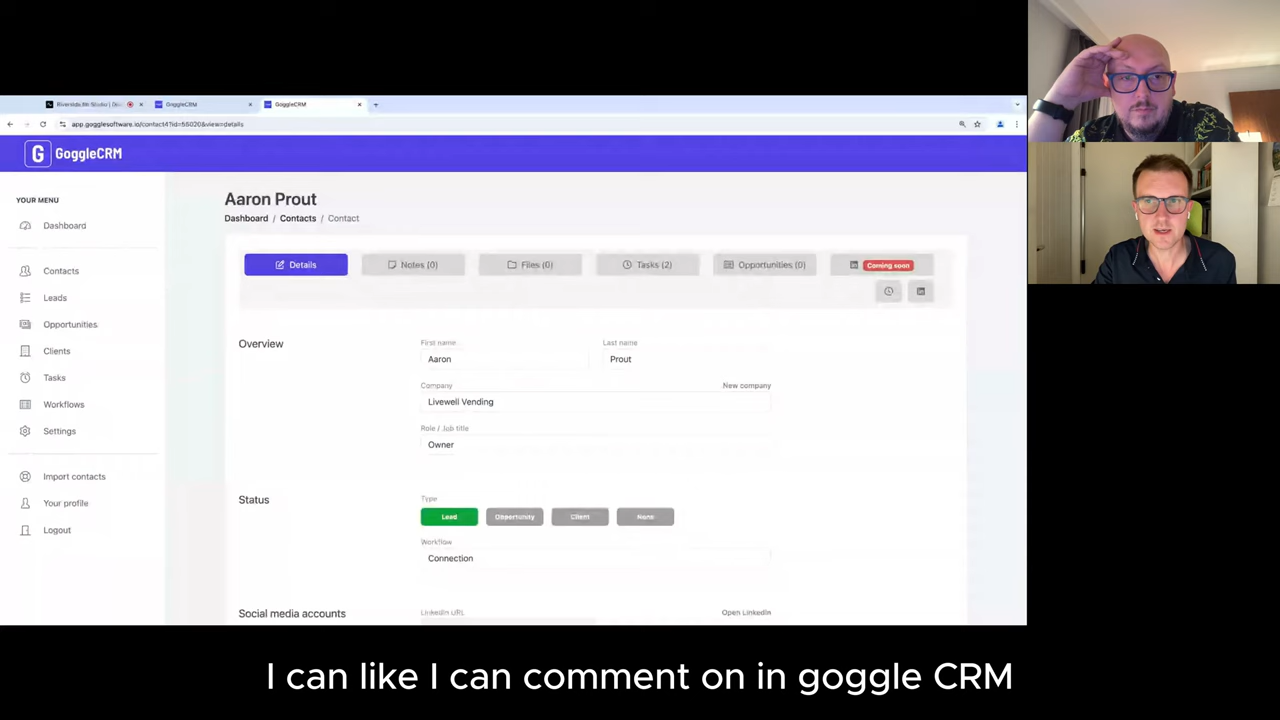 GoggleCRM
GoggleCRM
app.gogglesoftware.io/contact4?id=55020&view=details
G GoggleCRM
YOUR MENU
Dashboard
Contacts
Leads
Opportunities
Clients
Tasks
Workflows
Settings
Import contacts
Your profile
Logout
Aaron Prout
Dashboard / Contacts / Contact
Details
Notes (0)
Files (0)
Tasks (2)
Opportunities (0)
Coming soon
Overview
First name
Last name
Aaron
Prout
Company
New company
Livewell Vending
Role / Job title
Owner
Status
Type
Lead
Opportunity
Client
None
Workflow
Connection
Social media accounts
LinkedIn URL
Open LinkedIn
I can like I can comment on in goggle CRM